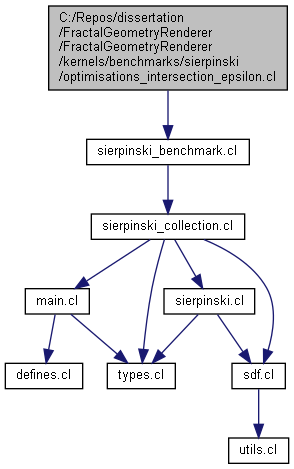 C:/Repos/dissertation
/FractalGeometryRenderer
/FractalGeometryRenderer
/kernels/benchmarks/sierpinski
/optimisations_intersection_epsilon.cl
sierpinski_benchmark.cl
sierpinski_collection.cl
main.cl
sierpinski.cl
defines.cl
types.cl
sdf.cl
utils.cl